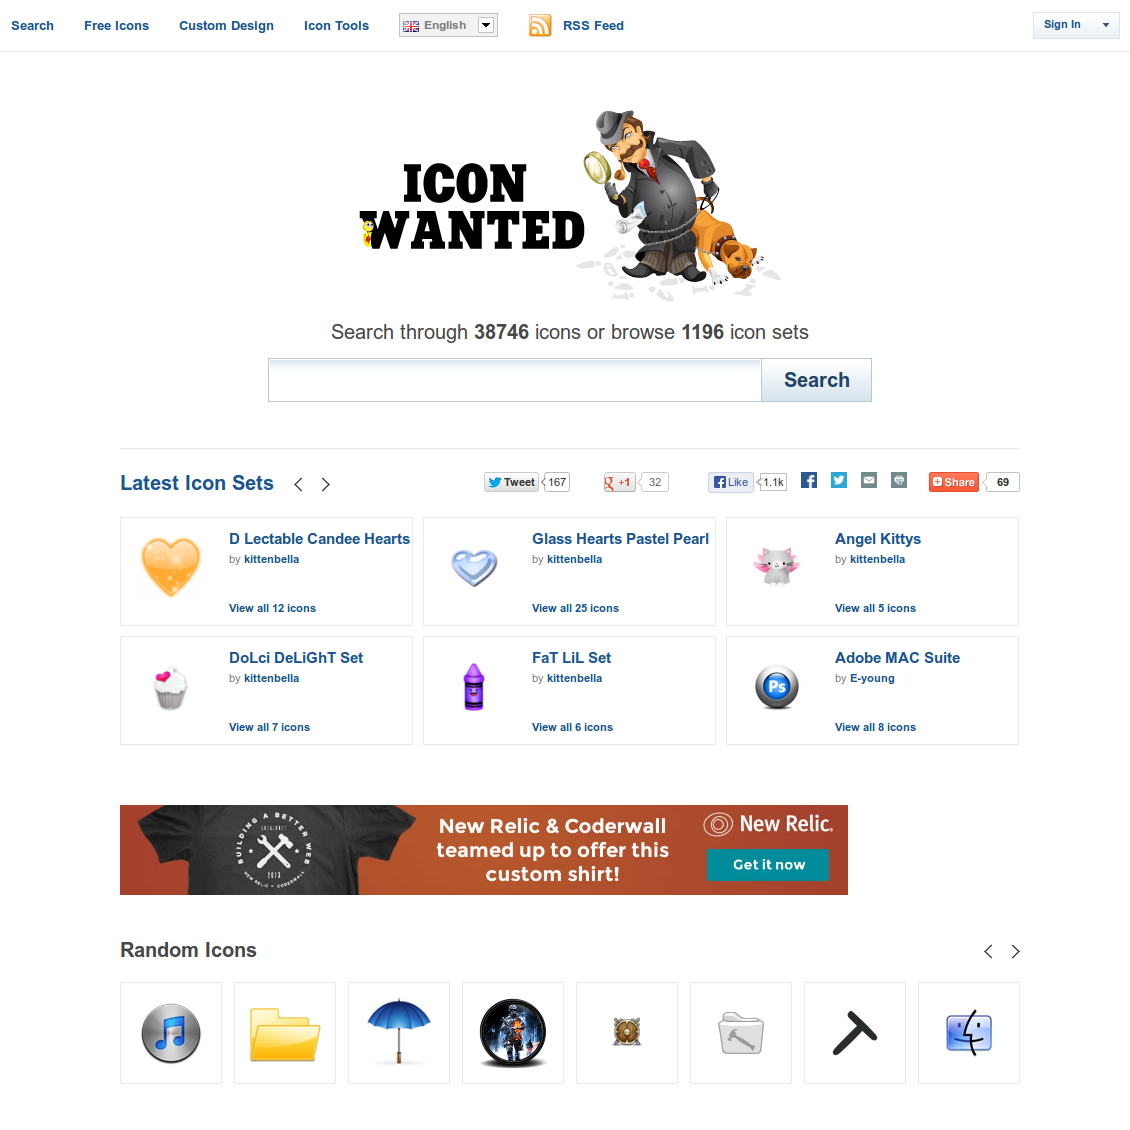 Search Free Icons Custom Design Icon Tools English RSS Feed Sign In
ICON
WANTED
Search through 38746 icons or browse 1196 icon sets
Search
Latest Icon Sets Tweet 167 +1 32 Like 1.1k Share 69
D Lectable Candee Hearts
by kittenbella
View all 12 icons
Glass Hearts Pastel Pearl
by kittenbella
View all 25 icons
Angel Kittys
by kittenbella
View all 5 icons
DoLci DeLiGhT Set
by kittenbella
View all 7 icons
FaT LiL Set
by kittenbella
View all 6 icons
Adobe MAC Suite
by E-young
View all 8 icons
Ps
BUILDING A BETTER WEB
LOCALHOST
2013
NEW RELIC + CODERWALL
New Relic & Coderwall
teamed up to offer this
custom shirt!
New Relic.
Get it now
Random Icons